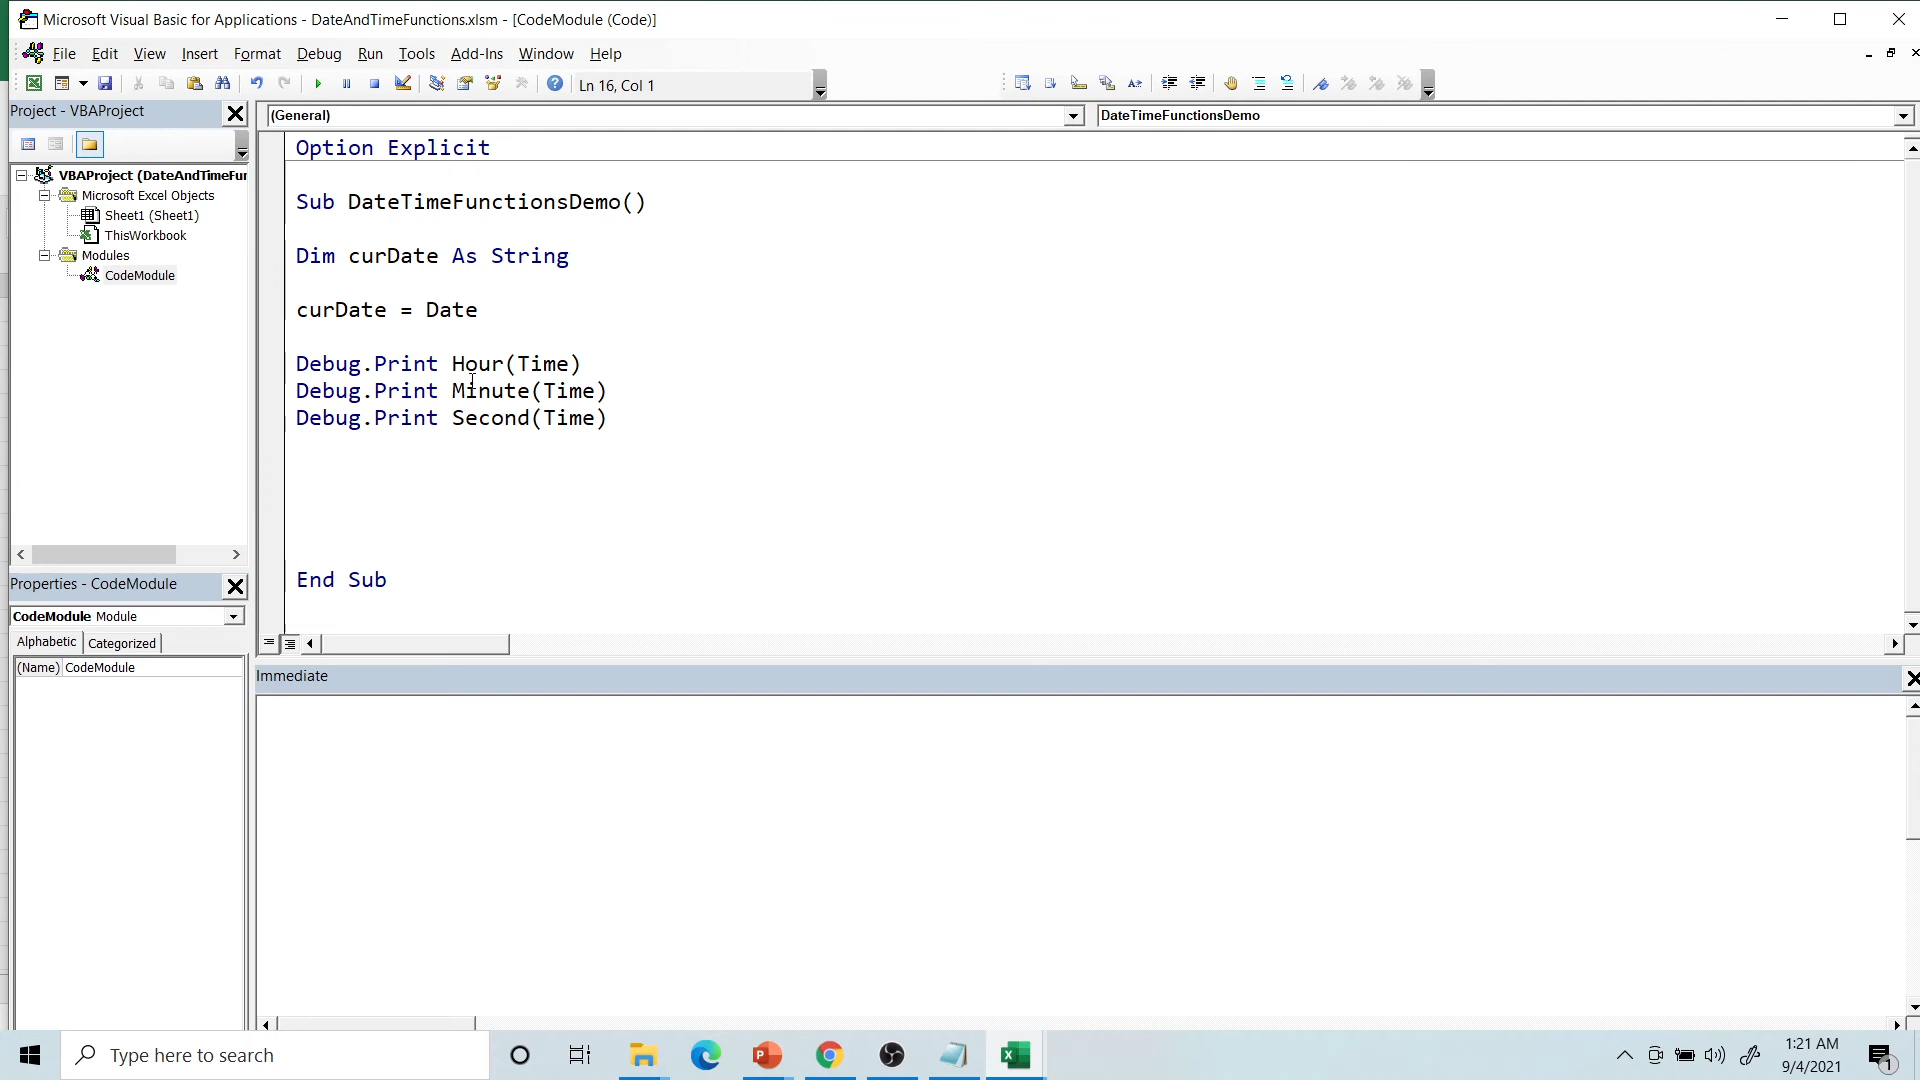 Microsoft Visual Basic for Applications - DateAndTimeFunctions.xlsm - [CodeModule (Code)]
File Edit View Insert Format Debug Run Tools Add-Ins Window Help
Ln 16, Col 1
Project - VBAProject
(General)
DateTimeFunctionsDemo
VBAProject (DateAndTimeFur
Microsoft Excel Objects
Sheet1 (Sheet1)
ThisWorkbook
Modules
CodeModule
Option Explicit
Sub DateTimeFunctionsDemo()
Dim curDate As String
curDate = Date
Debug.Print Hour(Time)
Debug.Print Minute(Time)
Debug.Print Second(Time)
End Sub
Properties - CodeModule
CodeModule Module
Alphabetic Categorized
(Name) CodeModule
Immediate
Type here to search
1:21 AM
9/4/2021
1